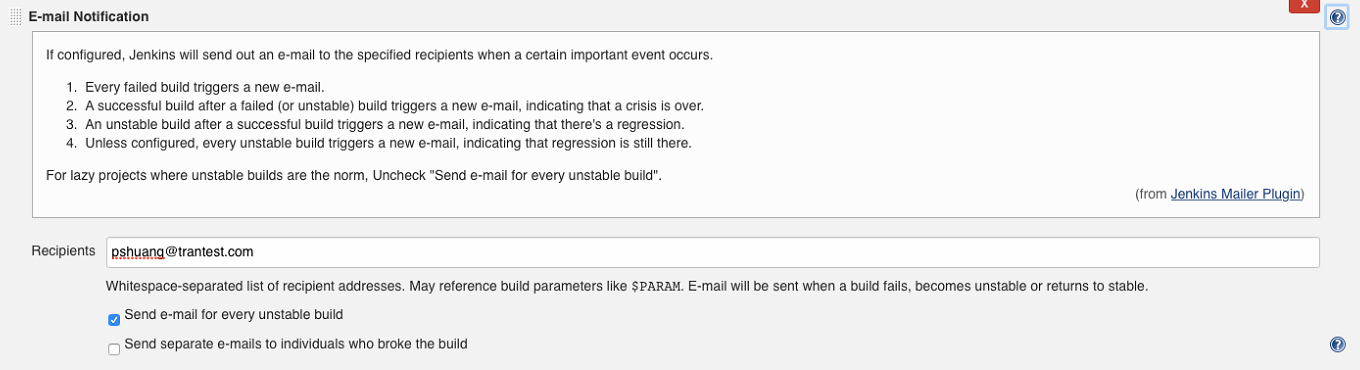 E-mail Notification
X
?
If configured, Jenkins will send out an e-mail to the specified recipients when a certain important event occurs.
1. Every failed build triggers a new e-mail.
2. A successful build after a failed (or unstable) build triggers a new e-mail, indicating that a crisis is over.
3. An unstable build after a successful build triggers a new e-mail, indicating that there's a regression.
4. Unless configured, every unstable build triggers a new e-mail, indicating that regression is still there.
For lazy projects where unstable builds are the norm, Uncheck "Send e-mail for every unstable build".
(from Jenkins Mailer Plugin)
Recipients pshuang@trantest.com
Whitespace-separated list of recipient addresses. May reference build parameters like $PARAM. E-mail will be sent when a build fails, becomes unstable or returns to stable.
Send e-mail for every unstable build
Send separate e-mails to individuals who broke the build
?